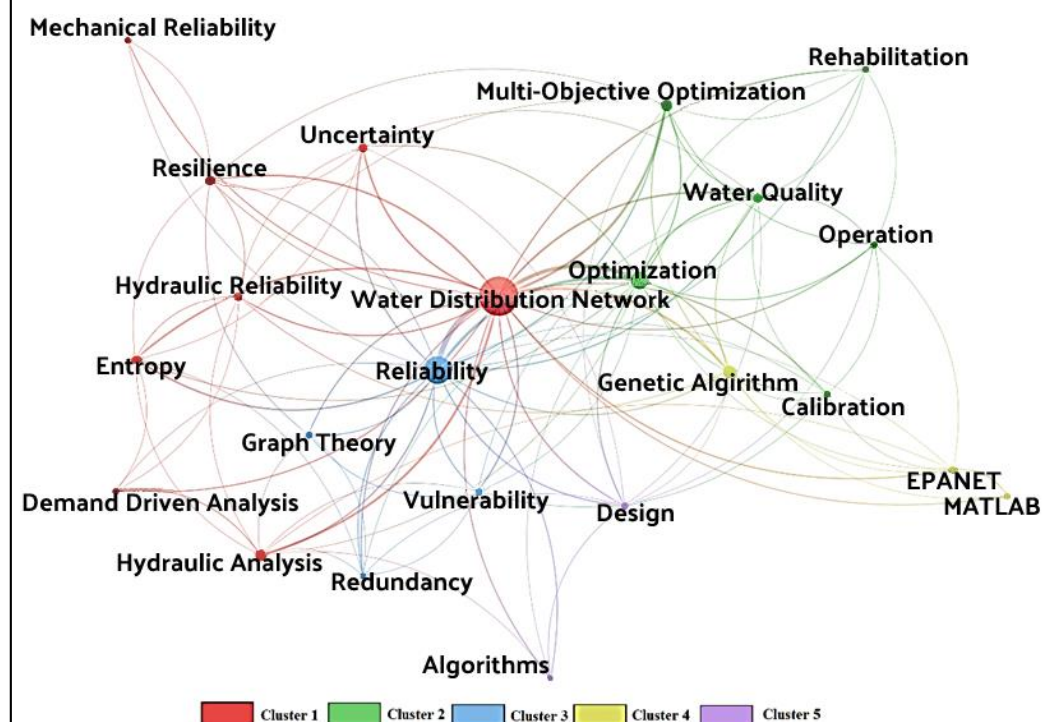 Mechanical Reliability
Rehabilitation
Multi-Objective Optimization
Uncertainty
Resilience
Water Quality
Operation
Optimization
Hydraulic Reliability
Water Distribution Network
Entropy
Reliability
Genetic Algirithm
Calibration
Graph Theory
EPANET
Demand Driven Analysis
Vulnerability
MATLAB
Design
Hydraulic Analysis
Redundancy
Algorithms
Cluster 1
Cluster 2
Cluster 3
Cluster 4
Cluster 5